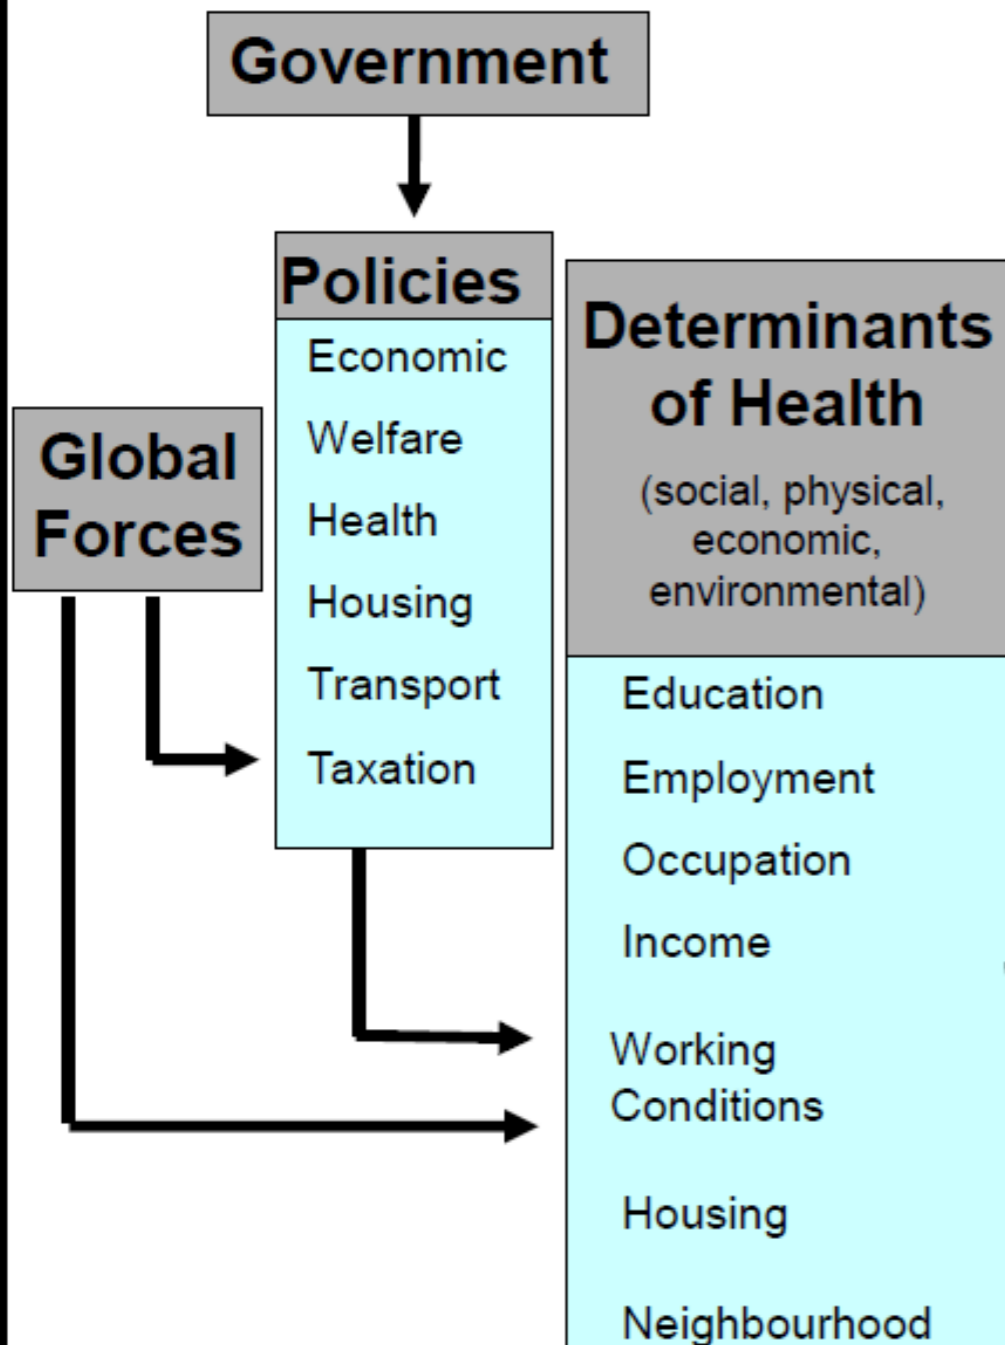 Government
Policies
Economic
Welfare
Health
Housing
Transport
Taxation
Global
Forces
Determinants
of Health
(social, physical,
economic,
environmental)
Education
Employment
Occupation
Income
Working
Conditions
Housing
Neighbourhood